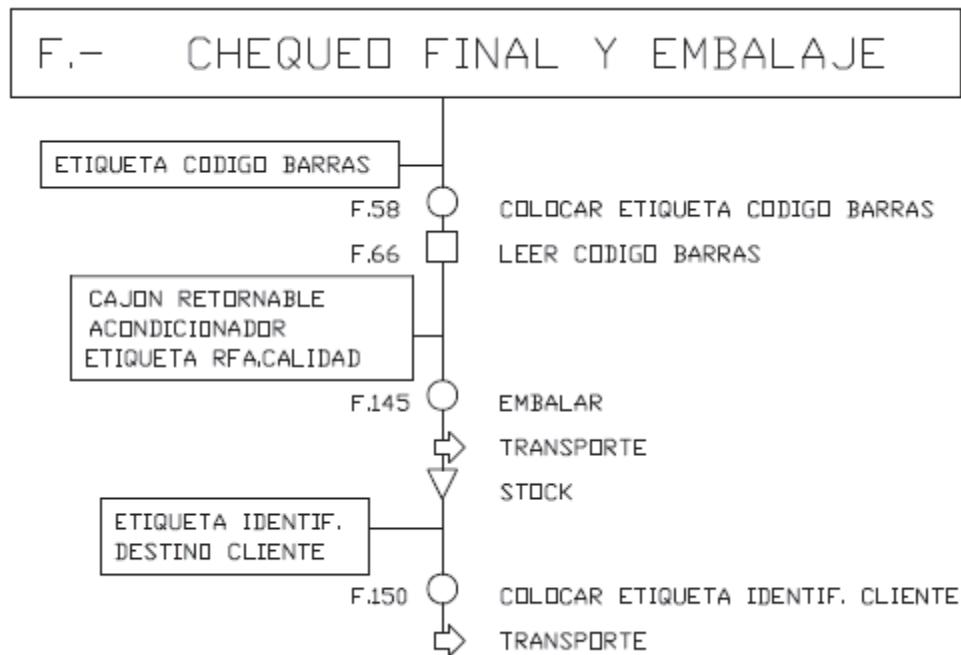 F.- CHEQUEO FINAL Y EMBALAJE
ETIQUETA CODIGO BARRAS
F.58 COLOCAR ETIQUETA CODIGO BARRAS
F.66 LEER CODIGO BARRAS
CAJON RETORNABLE
ACONDICIONADOR
ETIQUETA RFA.CALIDAD
F.145 EMBALAR
TRANSPORTE
STOCK
ETIQUETA IDENTIF.
DESTINO CLIENTE
F.150 COLOCAR ETIQUETA IDENTIF. CLIENTE
TRANSPORTE